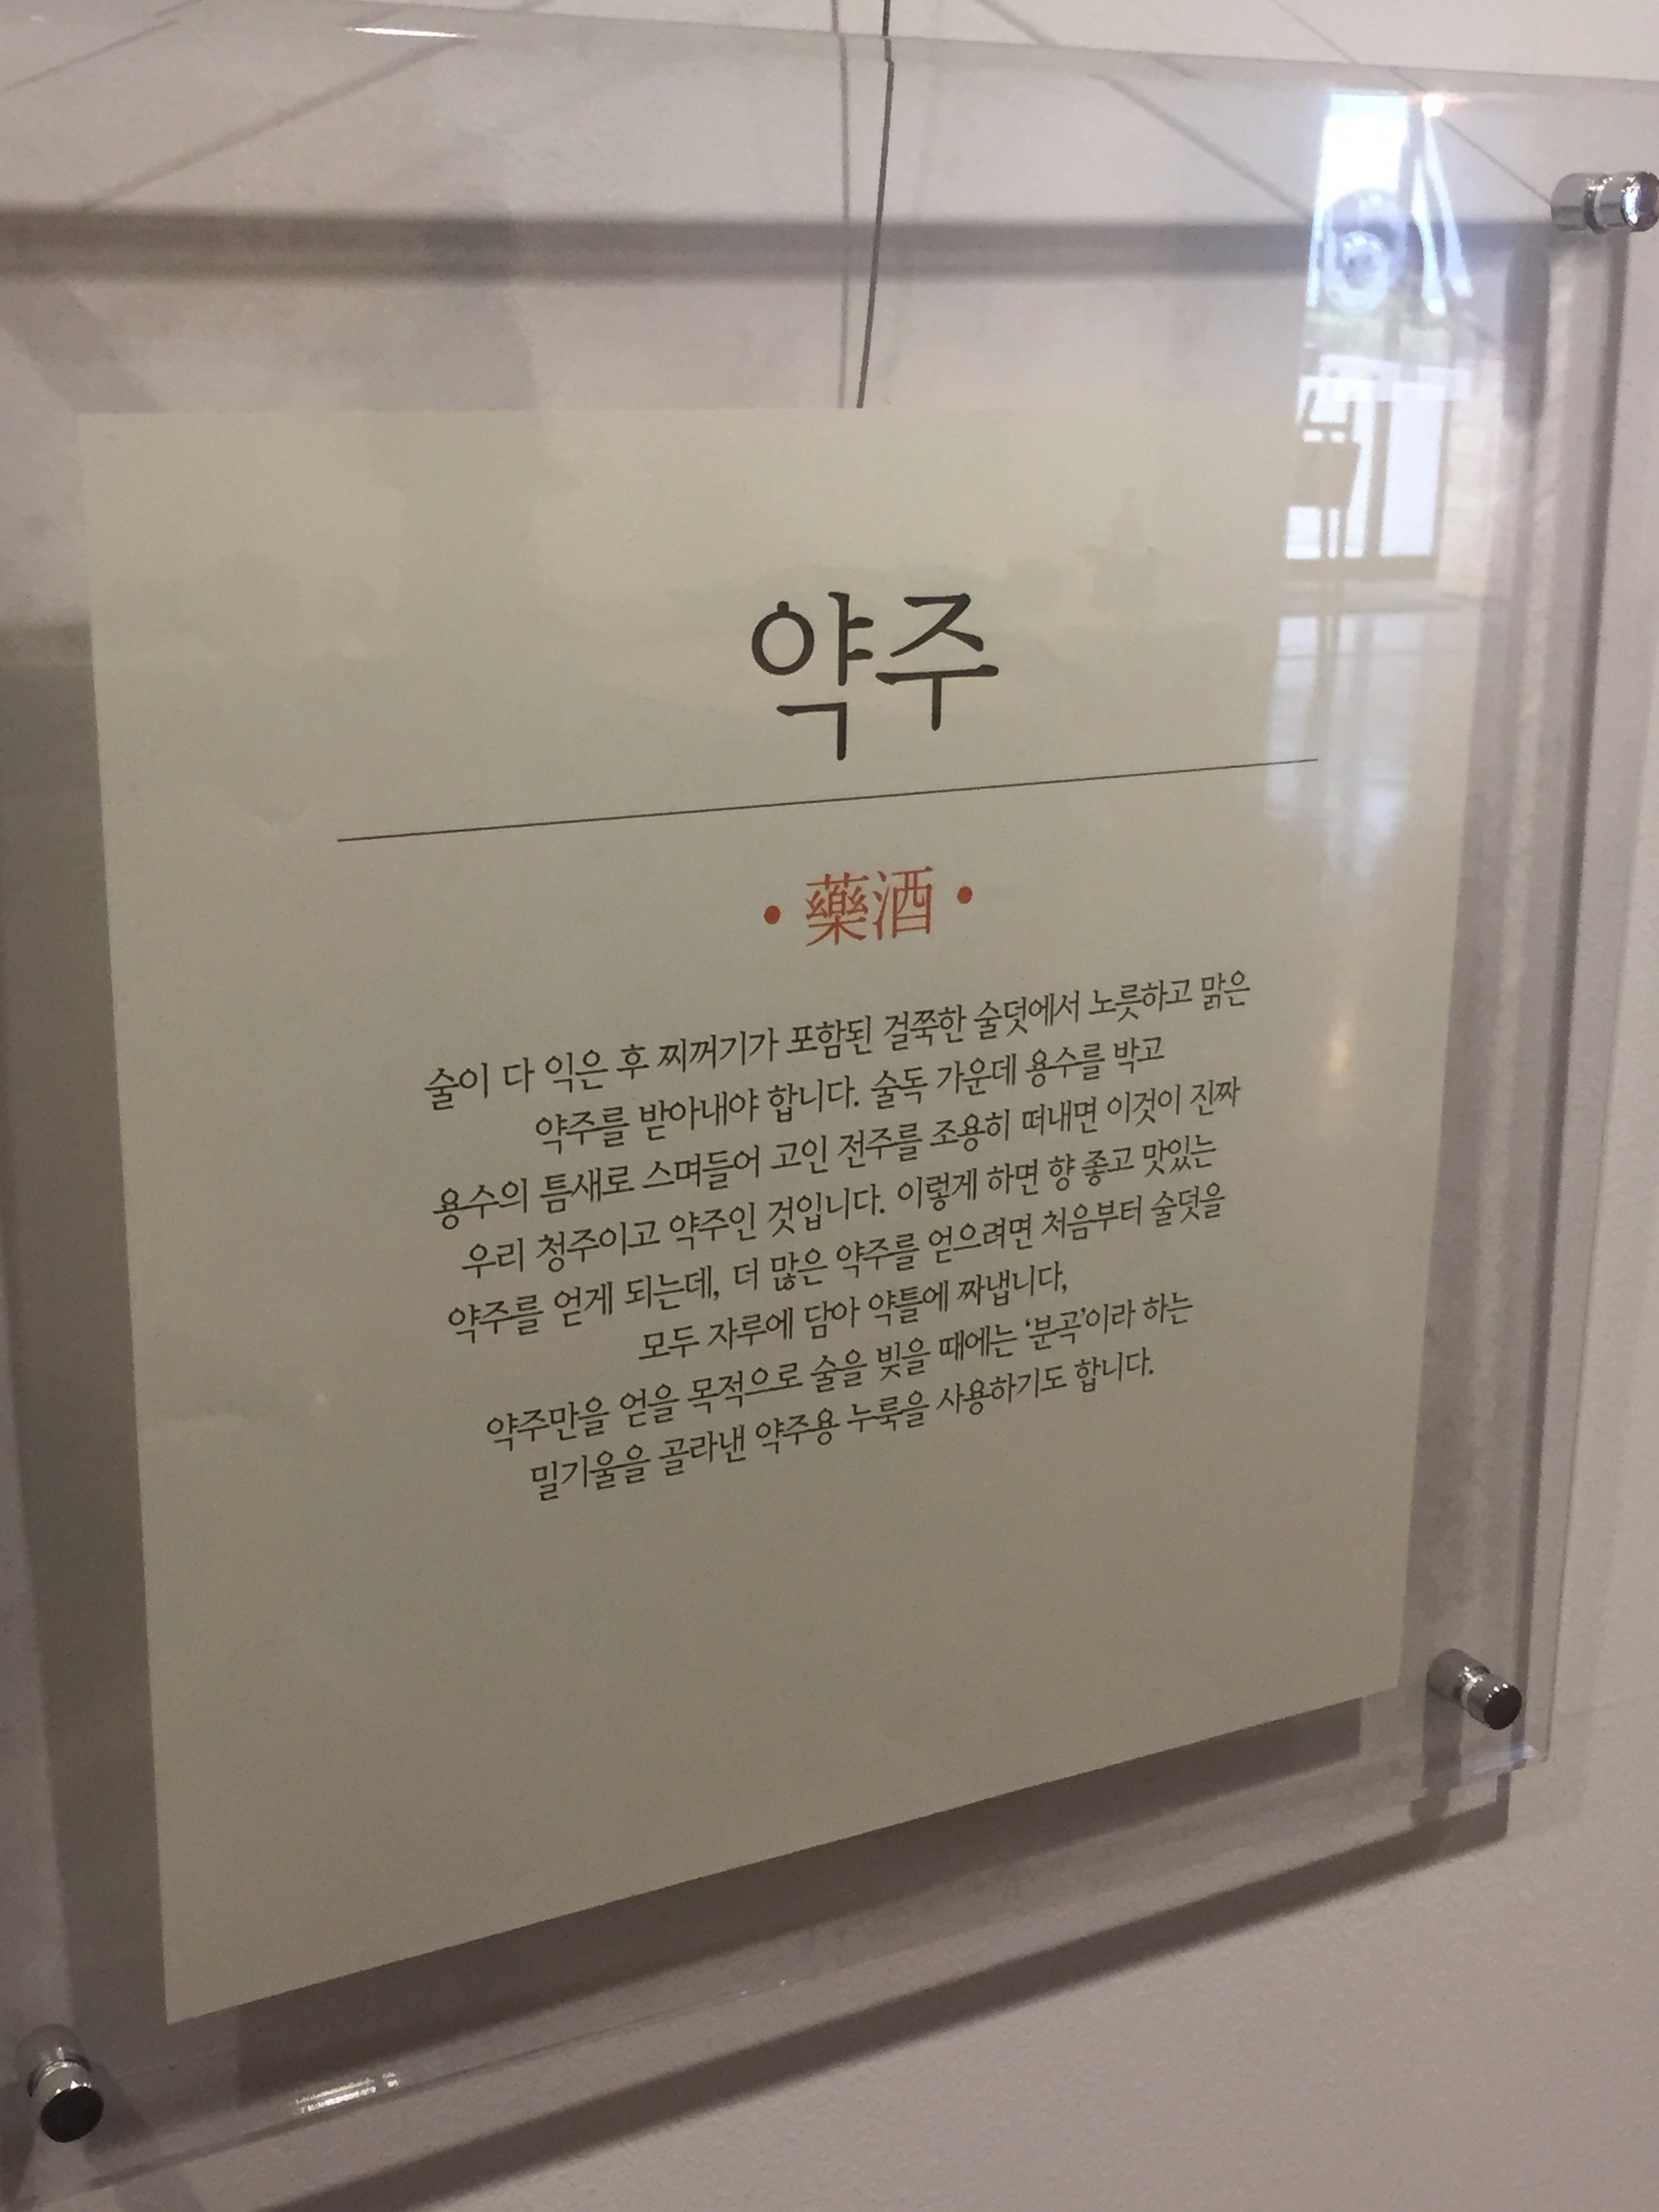 약주
• 藥酒 •
술이 다 익은 후 찌꺼기가 포함된 걸쭉한 술덧에서 노릇하고 맑은
약주를 받아내야 합니다. 술독 가운데 용수를 박고
용수의 틈새로 스며들어 고인 전주를 조용히 떠내면 이것이 진짜
우리 청주이고 약주인 것입니다. 이렇게 하면 향 좋고 맛있는
약주를 얻게 되는데, 더 많은 약주를 얻으려면 처음부터 술덧을
모두 자루에 담아 약틀에 짜냅니다,
약주만을 얻을 목적으로 술을 빚을 때에는 ‘분곡’이라 하는
밀기울을 골라낸 약주용 누룩을 사용하기도 합니다.